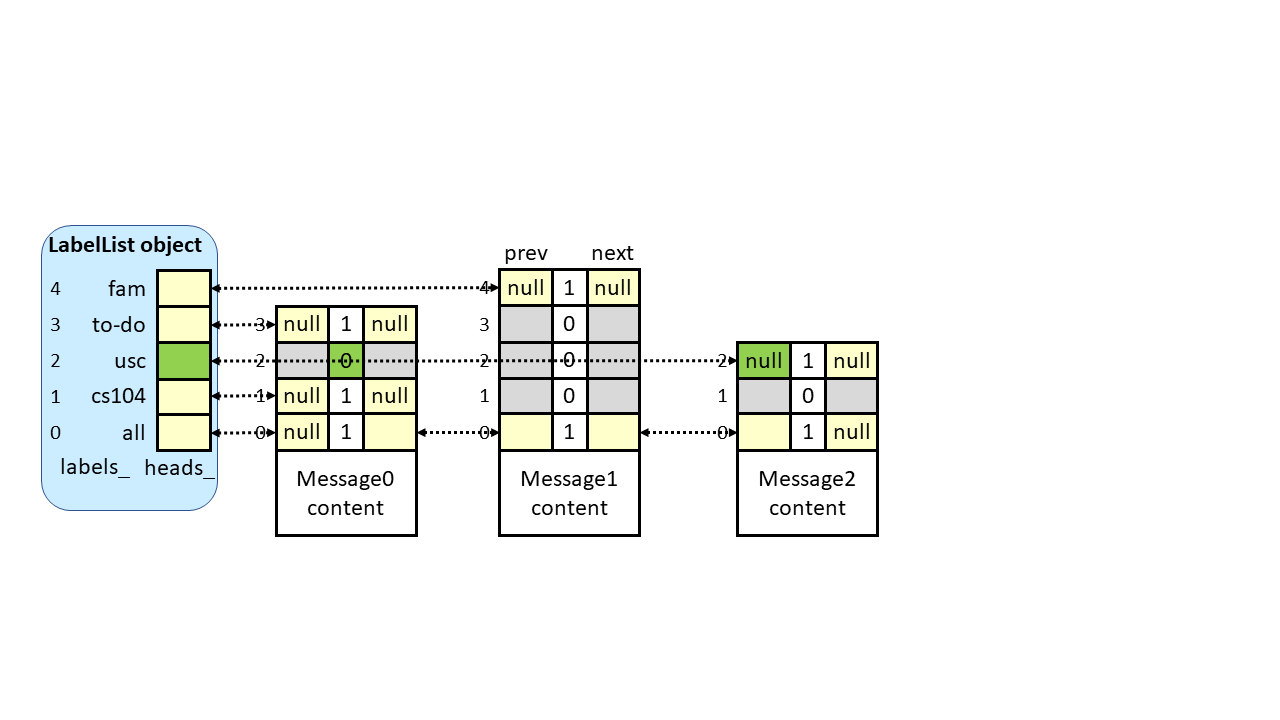 LabelList object
prev next
4 fam 4 null 1 null
3 to-do 3 null 1 null 3 0
2 usc 2 0 2 0 2 null 1 null
1 cs104 1 null 1 null 1 0 1 0
0 all 0 null 1 0 1 0 1 null
labels_ heads_
Message0
content
Message1
content
Message2
content